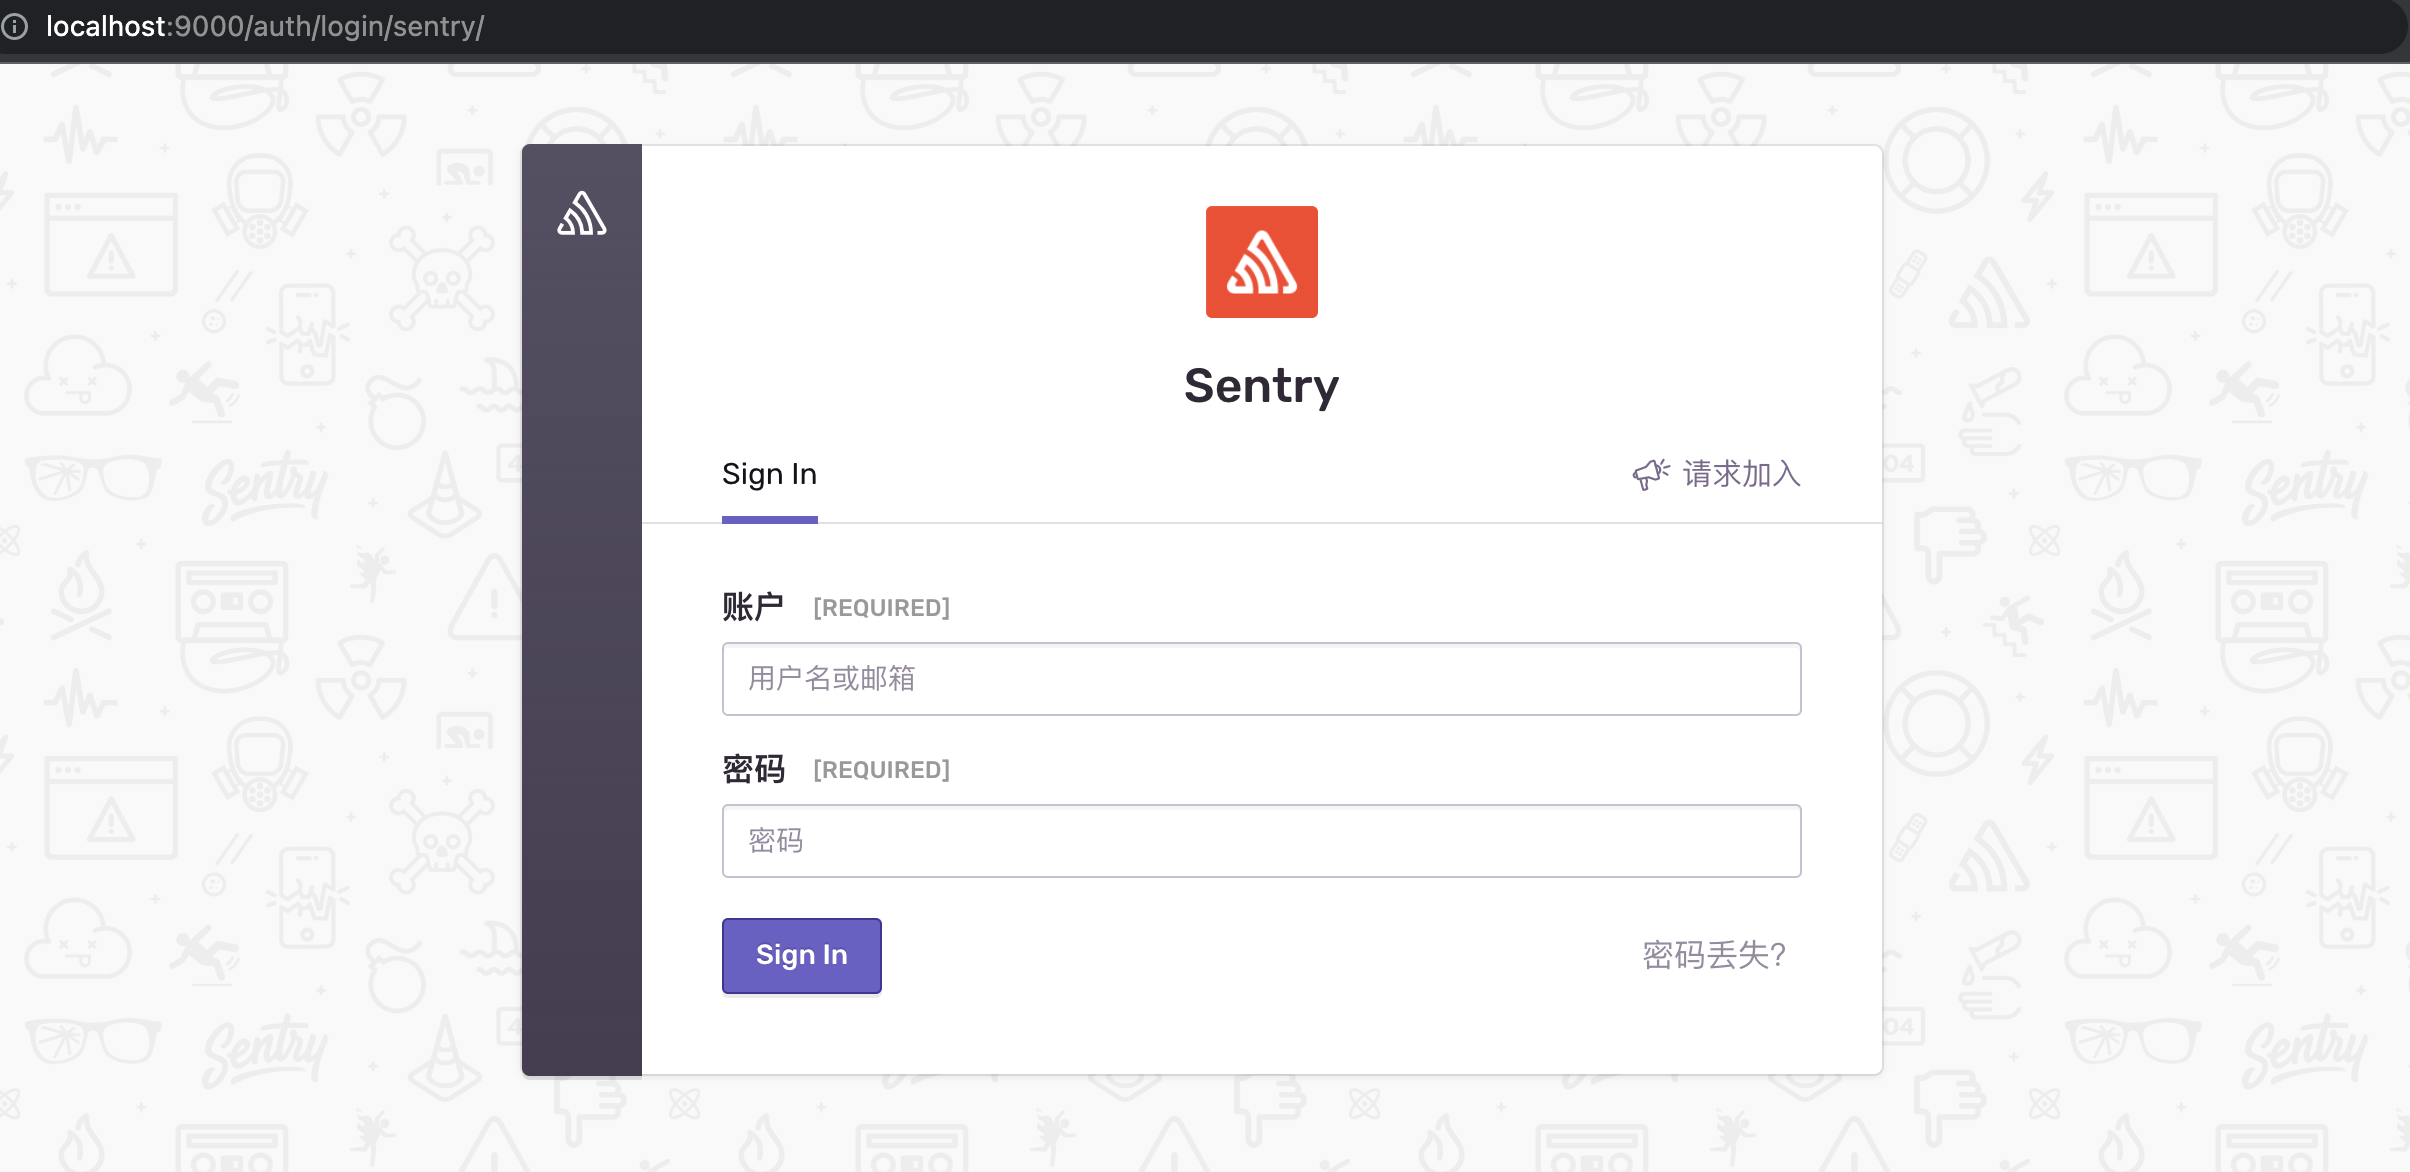 localhost:9000/auth/login/sentry/
Sentry
Sign In
请求加入
账户 [REQUIRED]
用户名或邮箱
密码 [REQUIRED]
密码
Sign In
密码丢失?